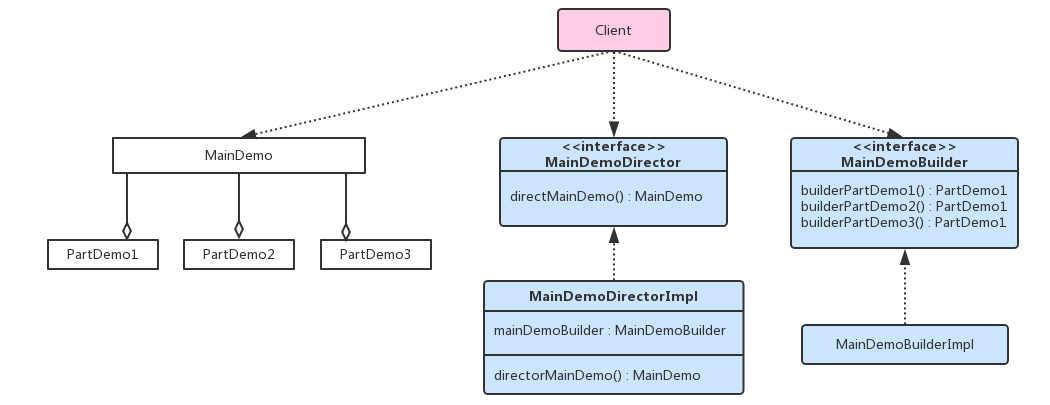 Client
MainDemo
PartDemo1
PartDemo2
PartDemo3
<<interface>>
MainDemoDirector
directMainDemo() : MainDemo
MainDemoDirectorImpl
mainDemoBuilder : MainDemoBuilder
directorMainDemo() : MainDemo
<<interface>>
MainDemoBuilder
builderPartDemo1() : PartDemo1
builderPartDemo2() : PartDemo1
builderPartDemo3() : PartDemo1
MainDemoBuilderImpl